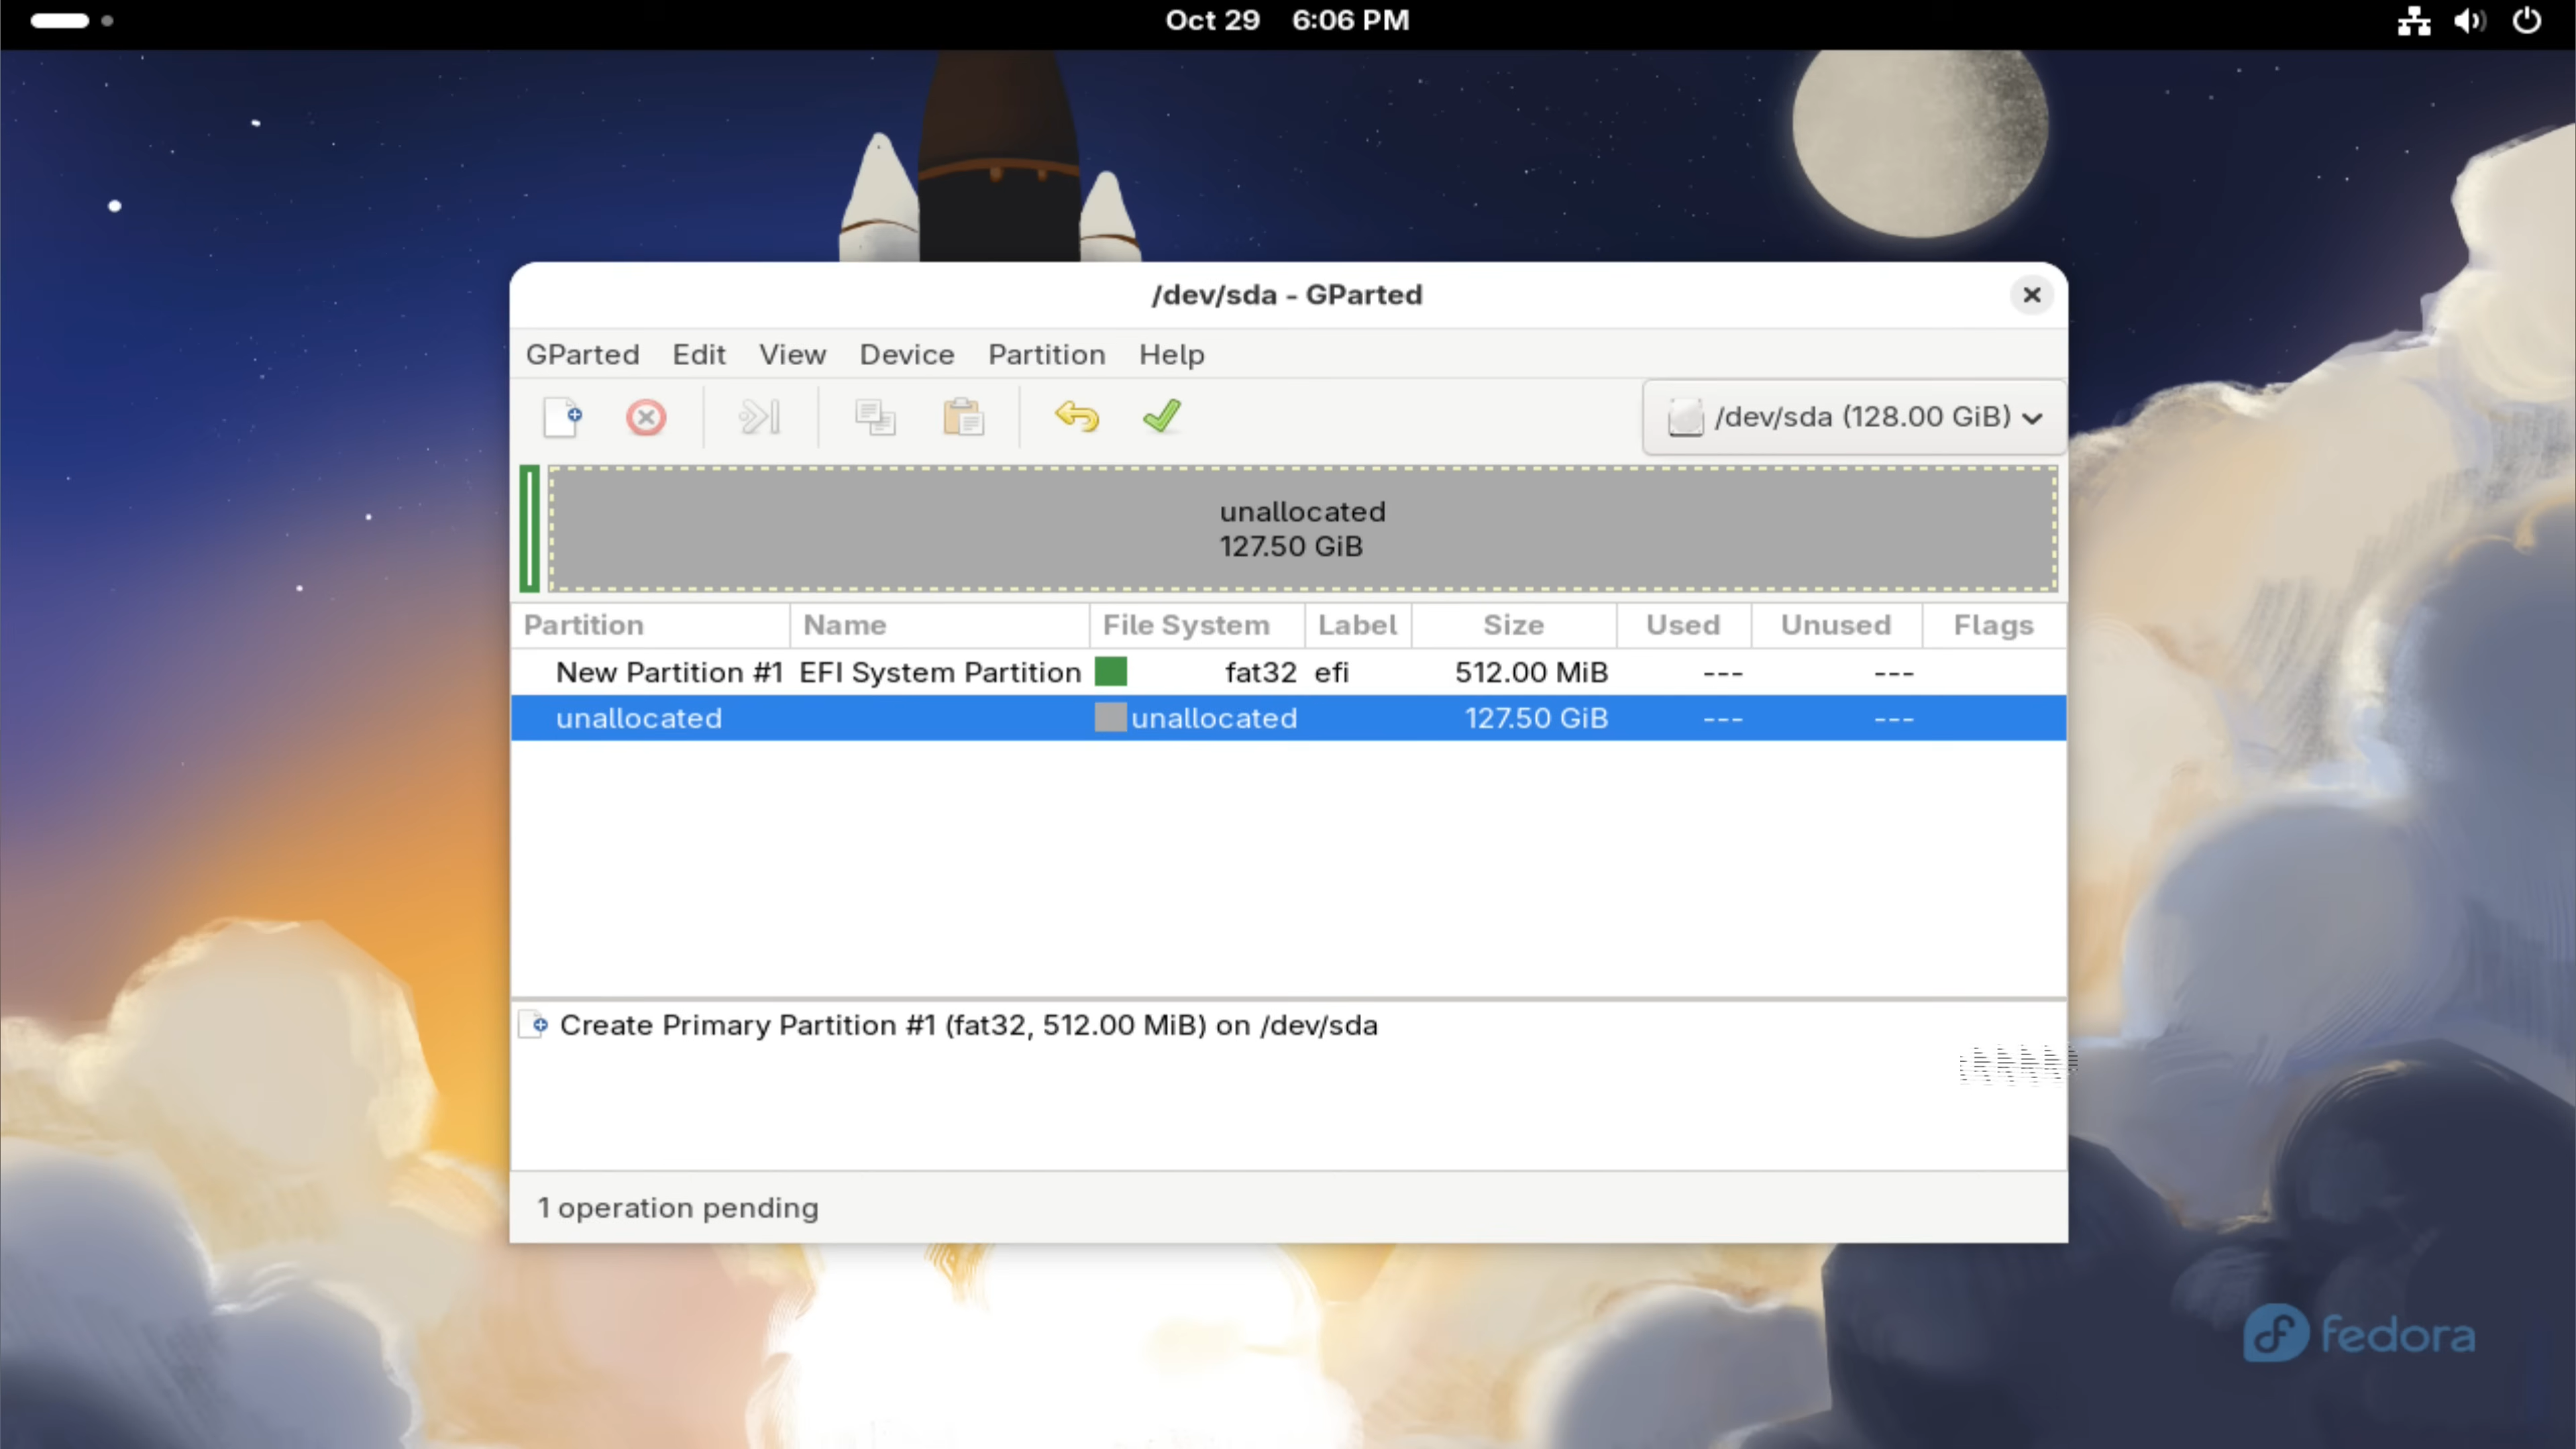 Oct 29 6:06 PM
/dev/sda - GParted
GParted Edit View Device Partition Help
/dev/sda (128.00 GiB)
unallocated
127.50 GiB
Partition Name File System Label Size Used Unused Flags
New Partition #1 EFI System Partition fat32 efi 512.00 MiB --- ---
unallocated unallocated 127.50 GiB --- ---
Create Primary Partition #1 (fat32, 512.00 MiB) on /dev/sda
1 operation pending
fedora